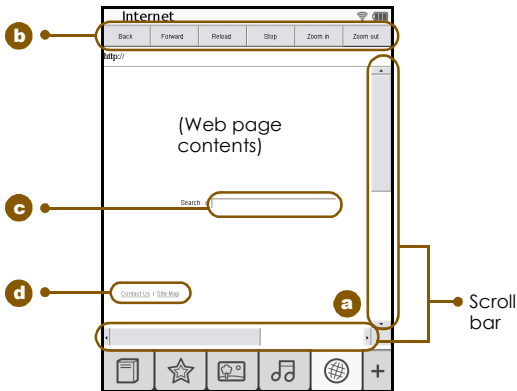 Internet
b
Back Forward Reload Stop Zoom in Zoom out
http://
(Web page
contents)
c
Search :
d
Contact Us | Site Map
a
Scroll
bar
+